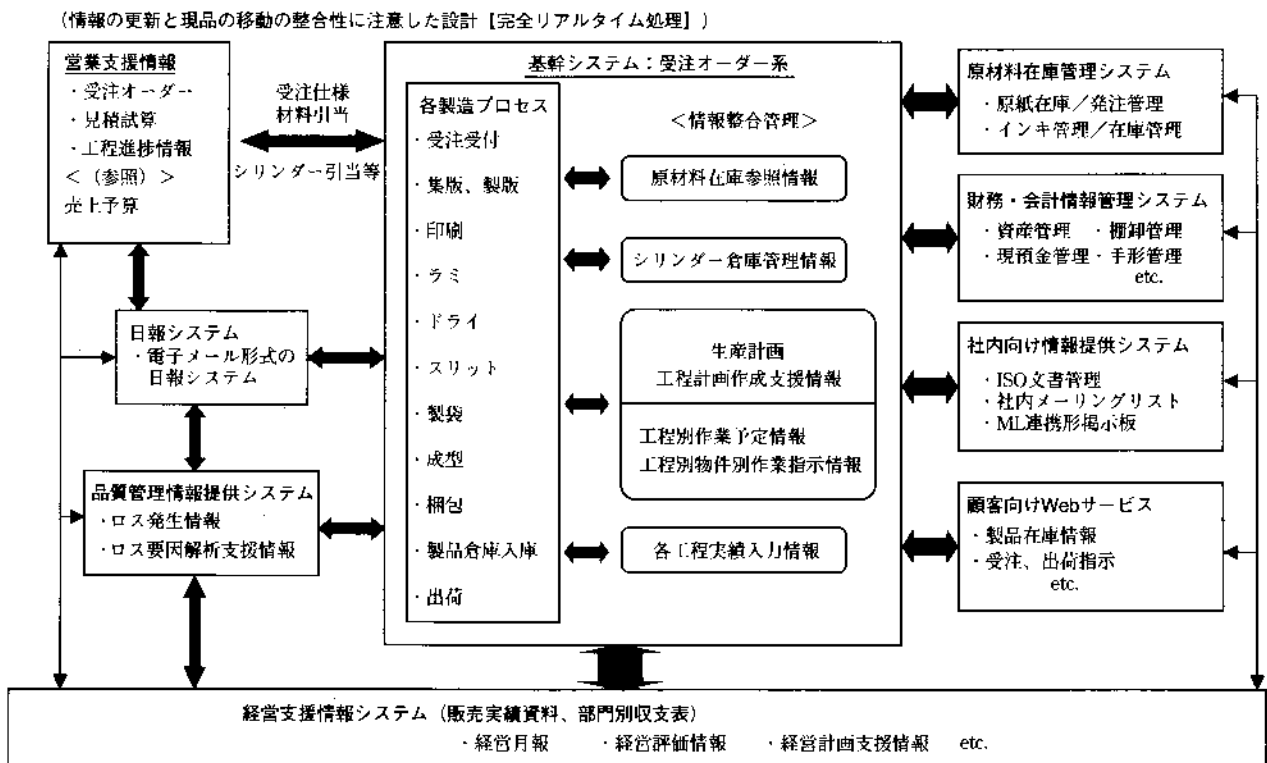 （情報の更新と現品の移動の整合性に注意した設計［完全リアルタイム処理］）
営業支援情報
・受注オーダー
・見積試算
・工程進捗情報
＜（参照）＞
売上予算
受注仕様
材料引当
シリンダー引当等
日報システム
・電子メール形式の
日報システム
品質管理情報提供システム
・ロス発生情報
・ロス要因解析支援情報
基幹システム：受注オーダー系
各製造プロセス
・受注受付
・集版、製版
・印刷
・ラミ
・ドライ
・スリット
・製袋
・成型
・梱包
・製品倉庫入庫
・出荷
＜情報整合管理＞
原材料在庫参照情報
シリンダー倉庫管理情報
生産計画
工程計画作成支援情報
工程別作業予定情報
工程別物件別作業指示情報
各工程実績入力情報
原材料在庫管理システム
・原紙在庫／発注管理
・インキ管理／在庫管理
財務・会計情報管理システム
・資産管理　・棚卸管理
・現預金管理・手形管理
etc.
社内向け情報提供システム
・ISO文書管理
・社内メーリングリスト
・ML連携形掲示板
顧客向けWebサービス
・製品在庫情報
・受注、出荷指示
etc.
経営支援情報システム（販売実績資料、部門別収支表）
・経営月報　・経営評価情報　・経営計画支援情報　etc.